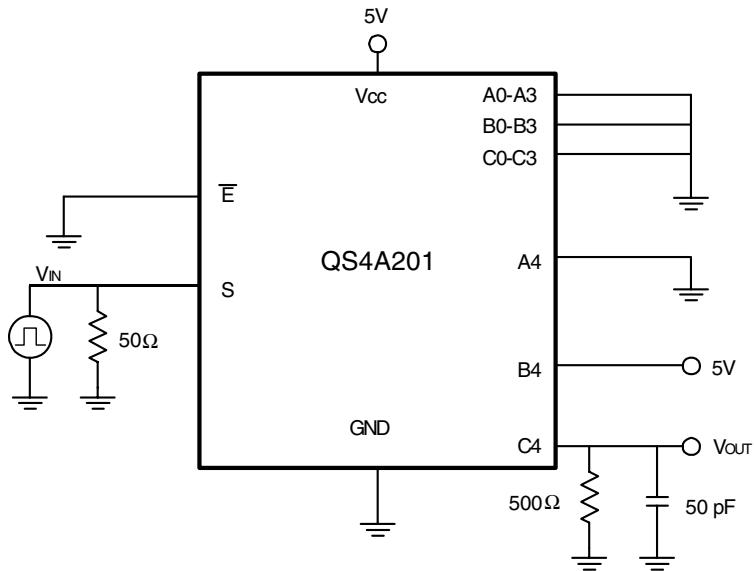 5V
Vcc
A0-A3
B0-B3
C0-C3
E̅
QS4A201
A4
VIN
S
50Ω
B4
5V
GND
C4
VOUT
500Ω
50 pF